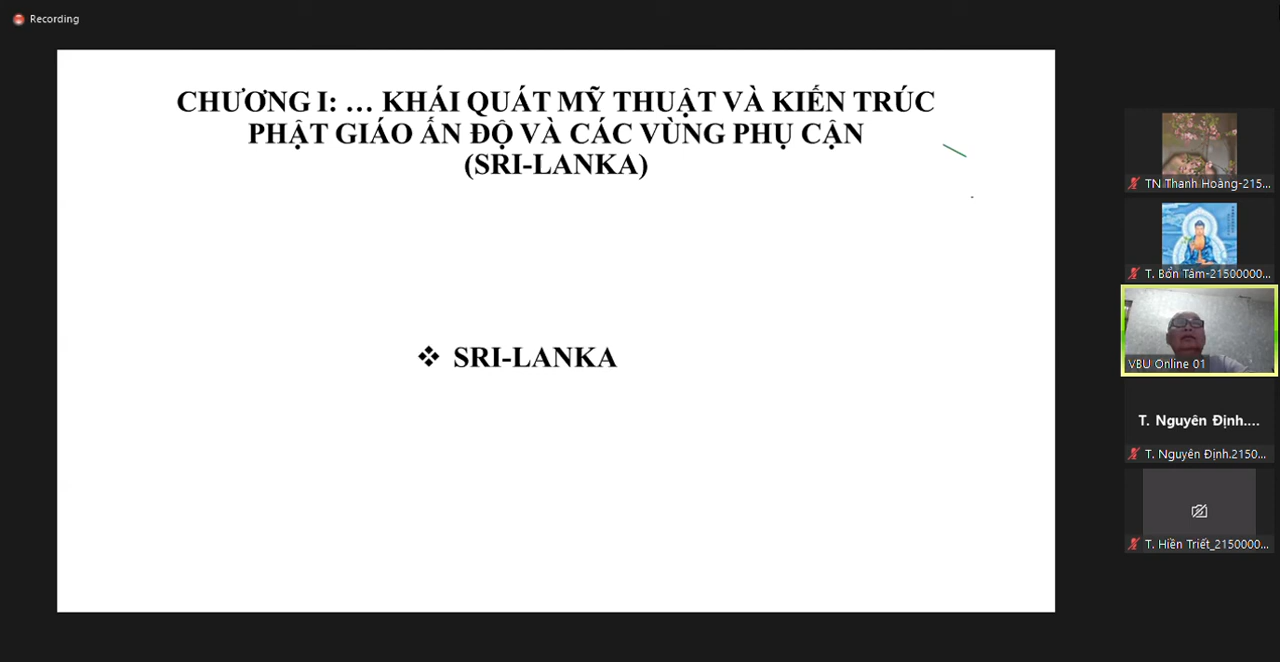 Recording
CHƯƠNG I: … KHÁI QUÁT MỸ THUẬT VÀ KIẾN TRÚC
PHẬT GIÁO ẤN ĐỘ VÀ CÁC VÙNG PHỤ CẬN
(SRI-LANKA)
❖ SRI-LANKA
TN Thanh Hoảng-215...
T. Bổn Tâm-21500000...
VBU Online 01
T. Nguyên Định....
T. Nguyên Định.2150...
T. Hiền Triết_2150000...